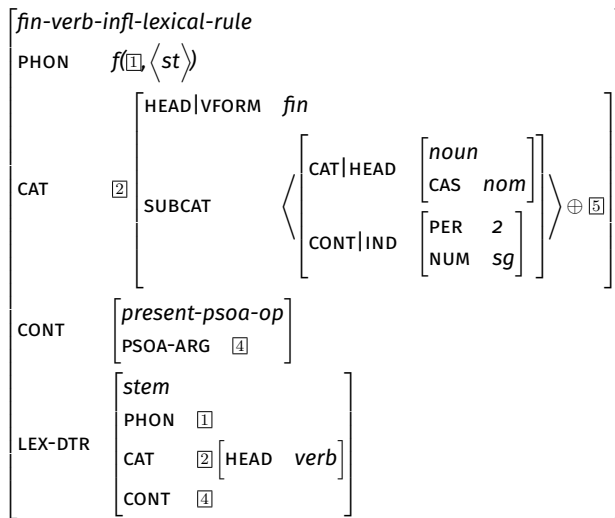 fin-verb-infl-lexical-rule
PHON f(1, ⟨st⟩)
HEAD|VFORM fin
CAT|HEAD noun
CAS nom
CAT 2 SUBCAT ⊕ 5
CONT|IND PER 2
NUM sg
CONT present-psoa-op
PSOA-ARG 4
stem
PHON 1
LEX-DTR CAT 2 [HEAD verb]
CONT 4